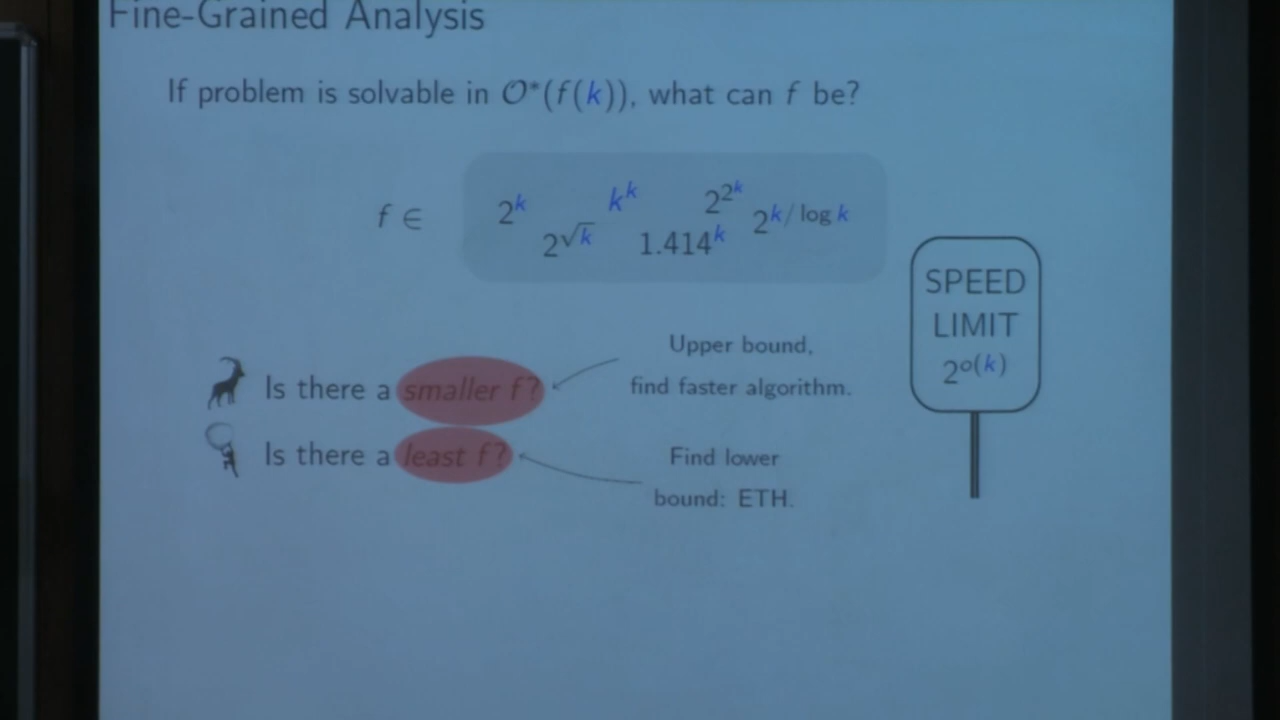 Fine-Grained Analysis
If problem is solvable in 𝒪*(f(k)), what can f be?
f ∈ 2^k k^k 2^{2^k} 2^{k/log k}
2^{√k} 1.414^k
SPEED
LIMIT
2^{o(k)}
Is there a smaller f?
Upper bound,
find faster algorithm.
Is there a least f?
Find lower
bound: ETH.